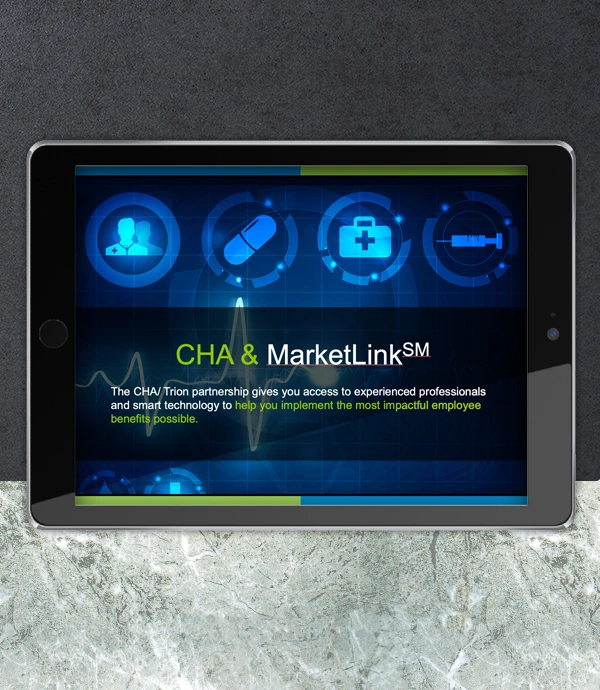 CHA & MarketLinkSM
The CHA/ Trion partnership gives you access to experienced professionals
and smart technology to help you implement the most impactful employee
benefits possible.